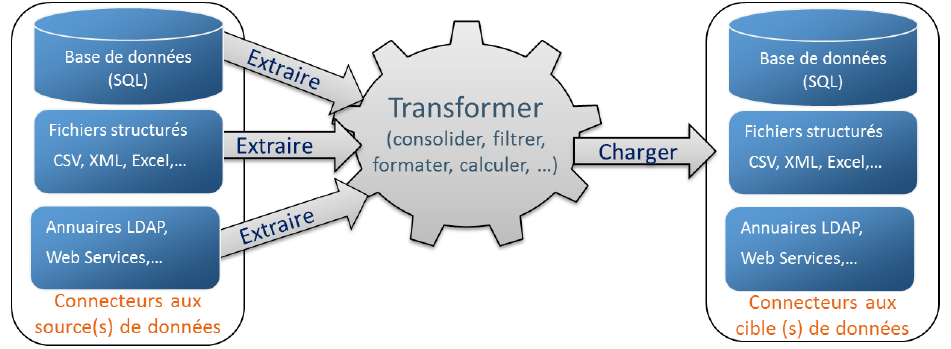 Base de données
(SQL)
Fichiers structurés
CSV, XML, Excel,...
Annuaires LDAP,
Web Services,...
Connecteurs aux
source(s) de données
Extraire
Extraire
Extraire
Transformer
(consolider, filtrer,
formater, calculer, ...)
Charger
Base de données
(SQL)
Fichiers structurés
CSV, XML, Excel,...
Annuaires LDAP,
Web Services,...
Connecteurs aux
cible (s) de données